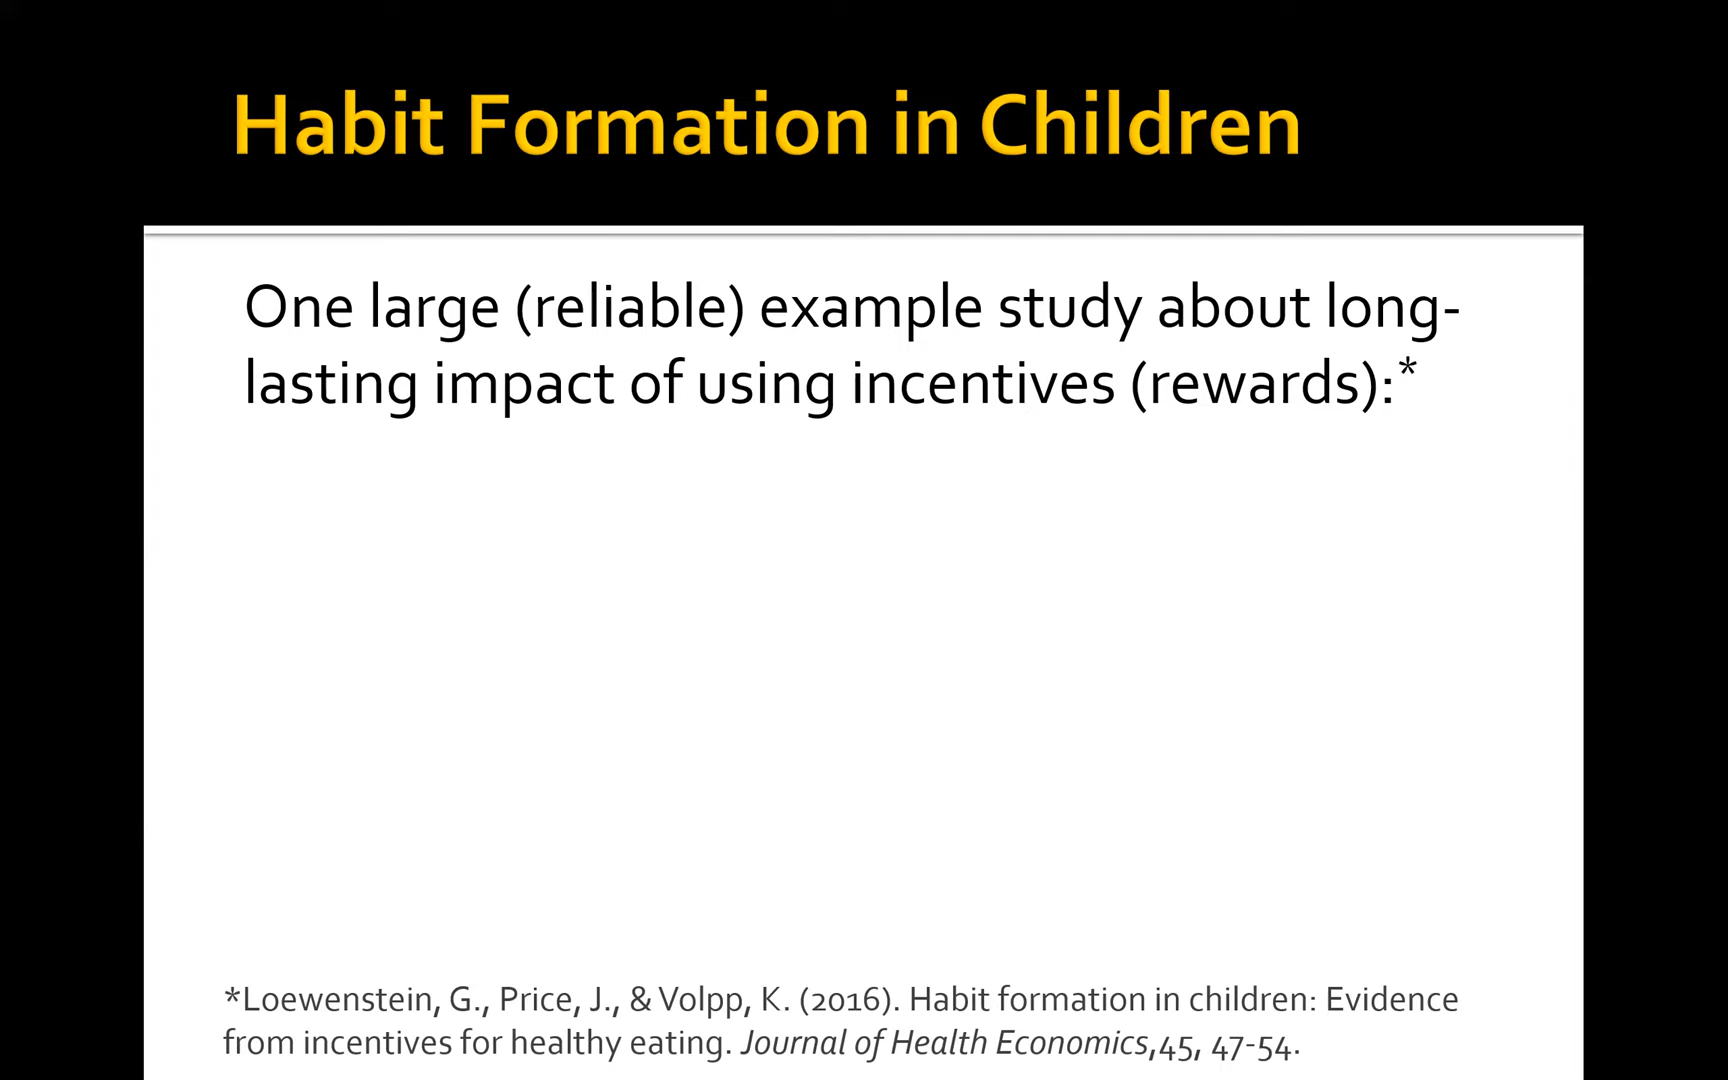 Habit Formation in Children
One large (reliable) example study about long-
lasting impact of using incentives (rewards):*
*Loewenstein, G., Price, J., & Volpp, K. (2016). Habit formation in children: Evidence
from incentives for healthy eating. Journal of Health Economics,45, 47-54.